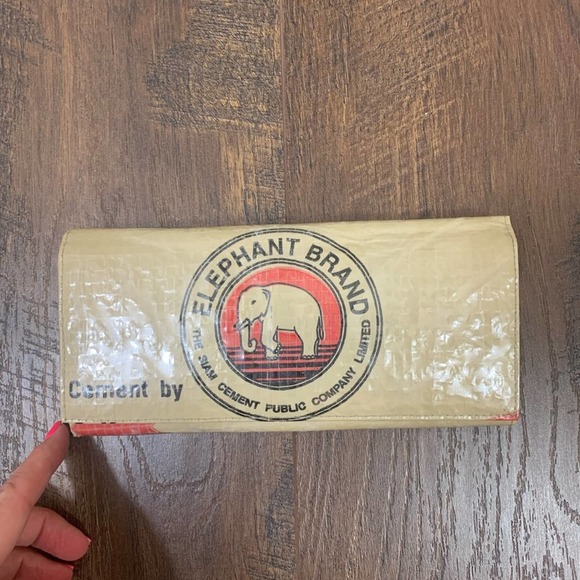 ELEPHANT BRAND
THE SIAM CEMENT PUBLIC COMPANY LIMITED
Cement by